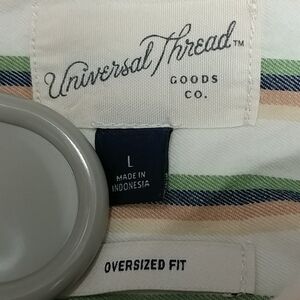 Universal Thread™
GOODS
CO.
L
MADE IN
INDONESIA
OVERSIZED FIT